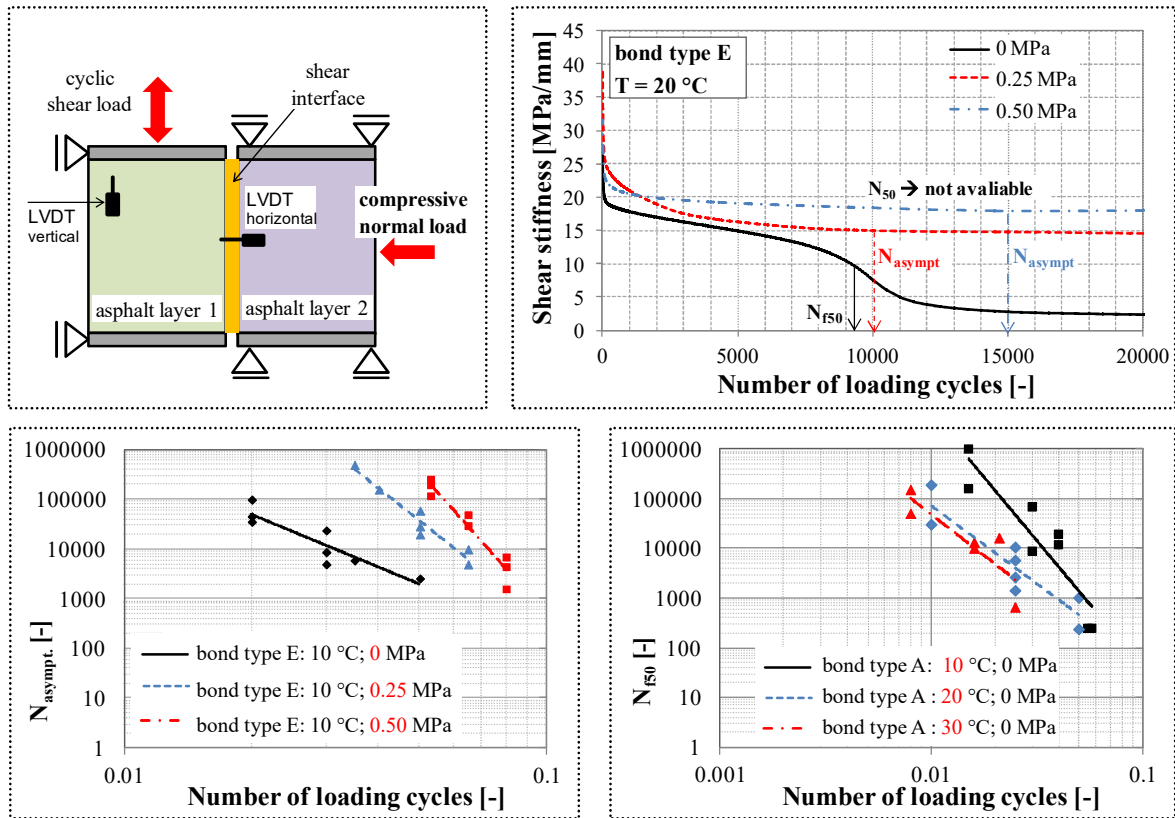 cyclic
shear load
shear
interface
LVDT
vertical
LVDT
horizontal
compressive
normal load
asphalt layer 1
asphalt layer 2
Shear stiffness [MPa/mm]
45
40
35
30
25
20
15
10
5
0
bond type E
T = 20 °C
0 MPa
0.25 MPa
0.50 MPa
N50 → not avaliable
Nasympt
Nasympt
Nf50
0
5000
10000
15000
20000
Number of loading cycles [-]
Nasympt. [-]
1000000
100000
10000
1000
100
10
1
bond type E: 10 °C; 0 MPa
bond type E: 10 °C; 0.25 MPa
bond type E: 10 °C; 0.50 MPa
0.01
0.1
Number of loading cycles [-]
Nf50 [-]
1000000
100000
10000
1000
100
10
1
bond type A: 10 °C; 0 MPa
bond type A : 20 °C; 0 MPa
bond type A : 30 °C; 0 MPa
0.001
0.01
0.1
Number of loading cycles [-]